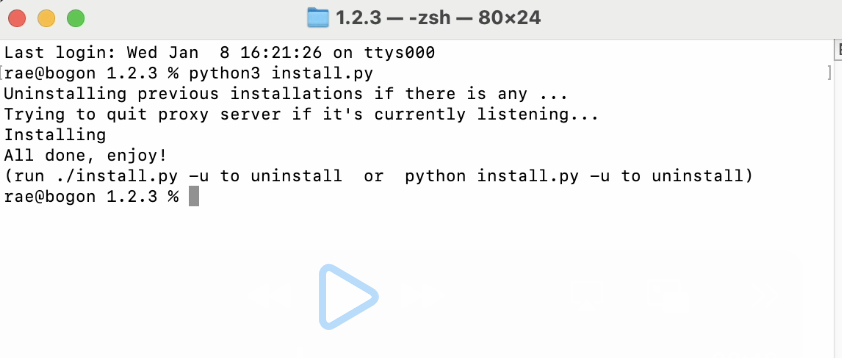 1.2.3 — -zsh — 80×24
Last login: Wed Jan  8 16:21:26 on ttys000
[rae@bogon 1.2.3 % python3 install.py ]
Uninstalling previous installations if there is any ...
Trying to quit proxy server if it's currently listening...
Installing
All done, enjoy!
(run ./install.py -u to uninstall  or  python install.py -u to uninstall)
rae@bogon 1.2.3 %